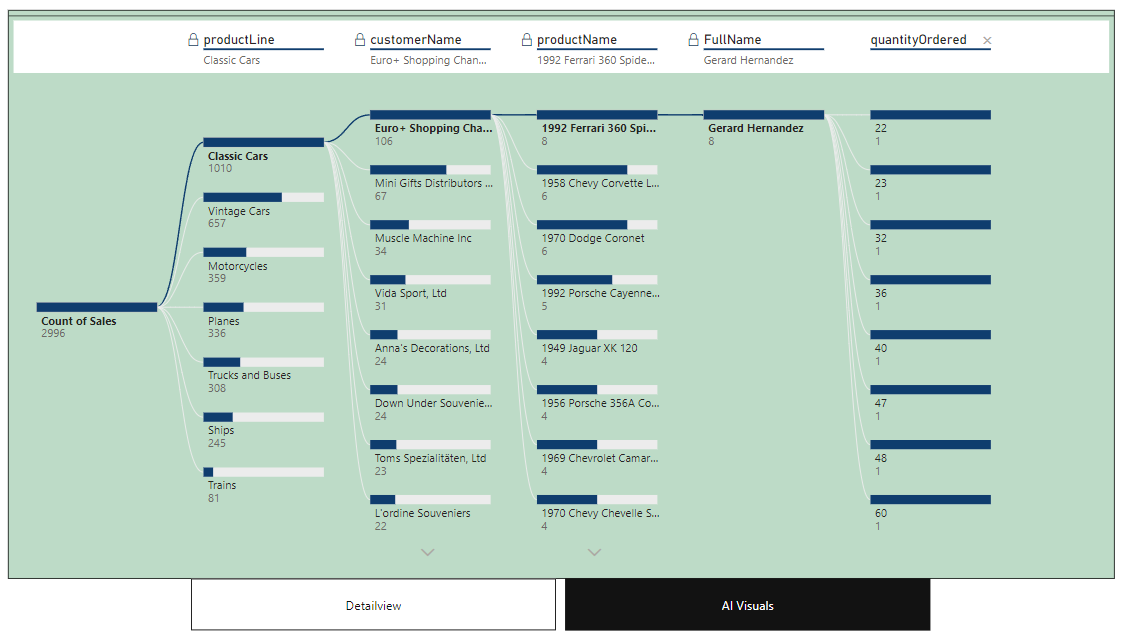 productLine
Classic Cars
customerName
Euro+ Shopping Chan...
productName
1992 Ferrari 360 Spide...
FullName
Gerard Hernandez
quantityOrdered
Count of Sales
2996
Classic Cars
1010
Vintage Cars
657
Motorcycles
359
Planes
336
Trucks and Buses
308
Ships
245
Trains
81
Euro+ Shopping Cha...
106
Mini Gifts Distributors ...
67
Muscle Machine Inc
34
Vida Sport, Ltd
31
Anna's Decorations, Ltd
24
Down Under Souvenie...
24
Toms Spezialitäten, Ltd
23
L'ordine Souveniers
22
1992 Ferrari 360 Spi...
8
1958 Chevy Corvette L...
6
1970 Dodge Coronet
6
1992 Porsche Cayenne...
5
1949 Jaguar XK 120
4
1956 Porsche 356A Co...
4
1969 Chevrolet Camar...
4
1970 Chevy Chevelle S...
4
Gerard Hernandez
8
22
1
23
1
32
1
36
1
40
1
47
1
48
1
60
1
Detailview
AI Visuals